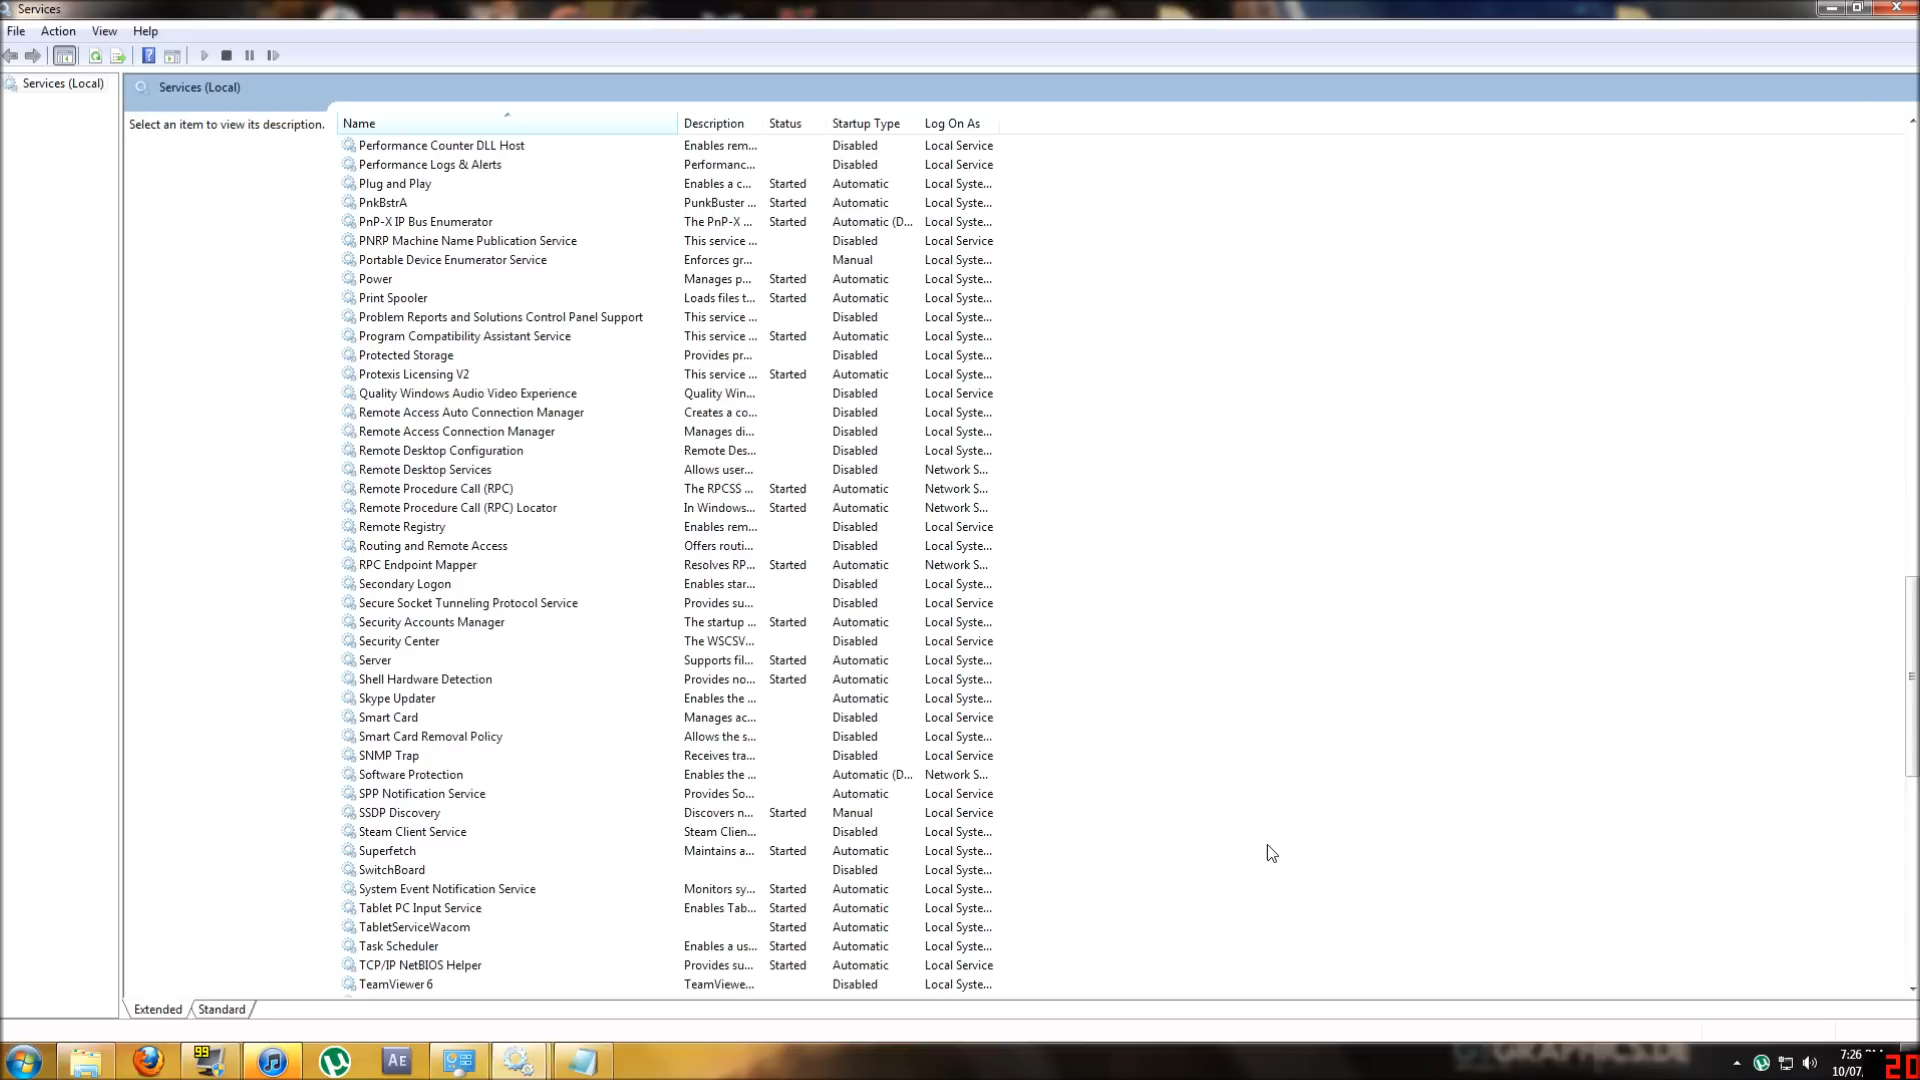 Services
File Action View Help
Services (Local)
Services (Local)
Select an item to view its description.
Name Description Status Startup Type Log On As
Performance Counter DLL Host Enables rem... Disabled Local Service
Performance Logs & Alerts Performanc... Disabled Local Service
Plug and Play Enables a c... Started Automatic Local Syste...
PnkBstrA PunkBuster ... Started Automatic Local Syste...
PnP-X IP Bus Enumerator The PnP-X ... Started Automatic (D... Local Syste...
PNRP Machine Name Publication Service This service ... Disabled Local Service
Portable Device Enumerator Service Enforces gr... Manual Local Syste...
Power Manages p... Started Automatic Local Syste...
Print Spooler Loads files t... Started Automatic Local Syste...
Problem Reports and Solutions Control Panel Support This service ... Disabled Local Syste...
Program Compatibility Assistant Service This service ... Started Automatic Local Syste...
Protected Storage Provides pr... Disabled Local Syste...
Protexis Licensing V2 This service ... Started Automatic Local Syste...
Quality Windows Audio Video Experience Quality Win... Disabled Local Service
Remote Access Auto Connection Manager Creates a co... Disabled Local Syste...
Remote Access Connection Manager Manages di... Disabled Local Syste...
Remote Desktop Configuration Remote Des... Disabled Local Syste...
Remote Desktop Services Allows user... Disabled Network S...
Remote Procedure Call (RPC) The RPCSS ... Started Automatic Network S...
Remote Procedure Call (RPC) Locator In Windows... Started Automatic Network S...
Remote Registry Enables rem... Disabled Local Service
Routing and Remote Access Offers routi... Disabled Local Syste...
RPC Endpoint Mapper Resolves RP... Started Automatic Network S...
Secondary Logon Enables star... Disabled Local Syste...
Secure Socket Tunneling Protocol Service Provides su... Disabled Local Service
Security Accounts Manager The startup ... Started Automatic Local Syste...
Security Center The WSCSV... Disabled Local Service
Server Supports fil... Started Automatic Local Syste...
Shell Hardware Detection Provides no... Started Automatic Local Syste...
Skype Updater Enables the ... Automatic Local Syste...
Smart Card Manages ac... Disabled Local Service
Smart Card Removal Policy Allows the s... Disabled Local Syste...
SNMP Trap Receives tra... Disabled Local Service
Software Protection Enables the ... Automatic (D... Network S...
SPP Notification Service Provides So... Automatic Local Service
SSDP Discovery Discovers n... Started Manual Local Service
Steam Client Service Steam Clien... Disabled Local Syste...
Superfetch Maintains a... Started Automatic Local Syste...
SwitchBoard Disabled Local Syste...
System Event Notification Service Monitors sy... Started Automatic Local Syste...
Tablet PC Input Service Enables Tab... Started Automatic Local Syste...
TabletServiceWacom Started Automatic Local Syste...
Task Scheduler Enables a us... Started Automatic Local Syste...
TCP/IP NetBIOS Helper Provides su... Started Automatic Local Service
TeamViewer 6 TeamViewe... Disabled Local Syste...
Extended Standard
99 AE 7:26
10/07 20